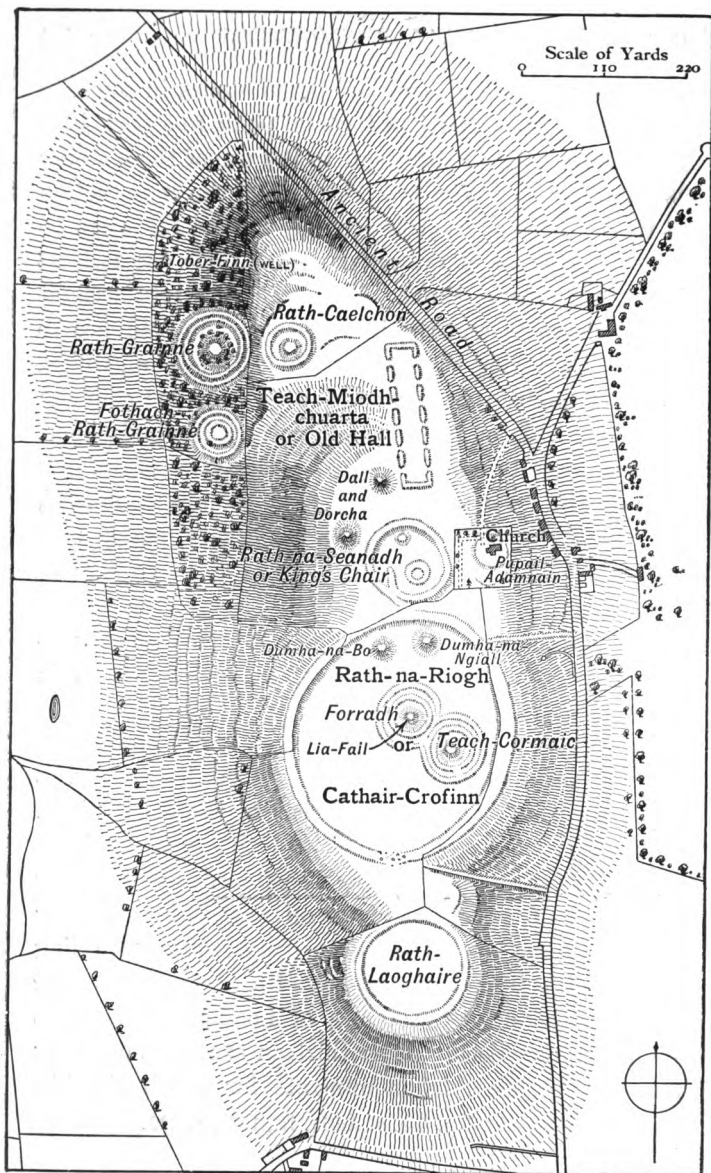 Scale of Yards
0 110 220
Ancient Road
Tober-Finn (WELL)
Rath-Caelchon
Rath-Grainne
Teach-Miodh-
chuarta
or Old Hall
Fothach-
Rath-Grainne
Dall
and
Dorcha
Church
Rath-na-Seanadh
or King's Chair
Pupail-
Adamnain
Dumha-na-Bo
Dumha-na-
Ngiall
Rath-na-Riogh
Forradh
Lia-Fail
or
Teach-Cormaic
Cathair-Crofinn
Rath-
Laoghaire